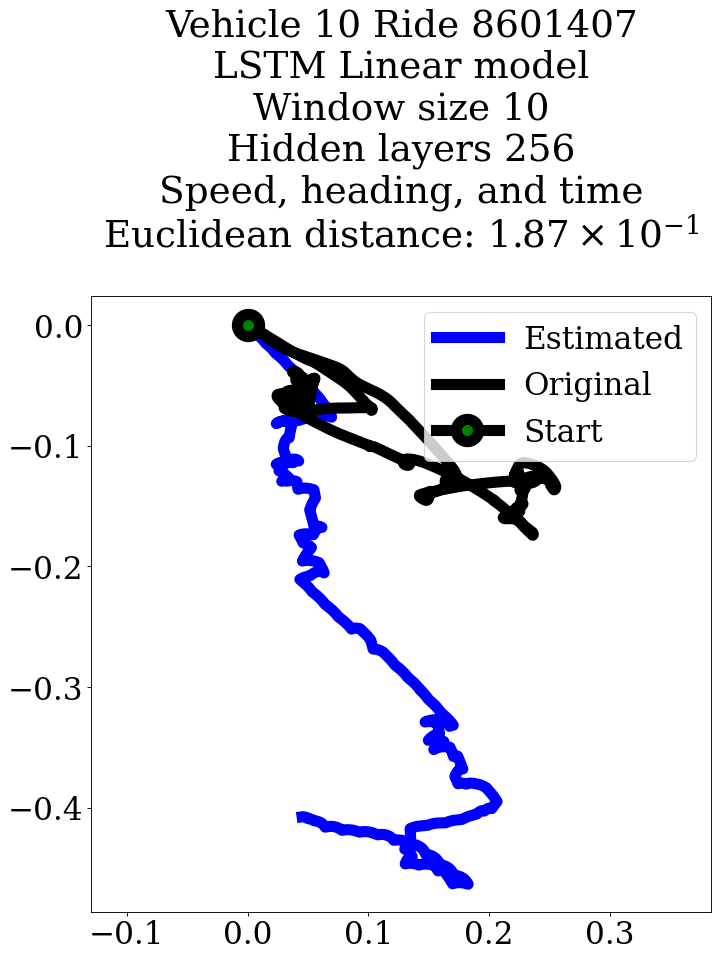 Vehicle 10 Ride 8601407
LSTM Linear model
Window size 10
Hidden layers 256
Speed, heading, and time
Euclidean distance: 1.87 × 10⁻¹
Estimated
Original
Start
0.0
−0.1
−0.2
−0.3
−0.4
−0.1 0.0 0.1 0.2 0.3